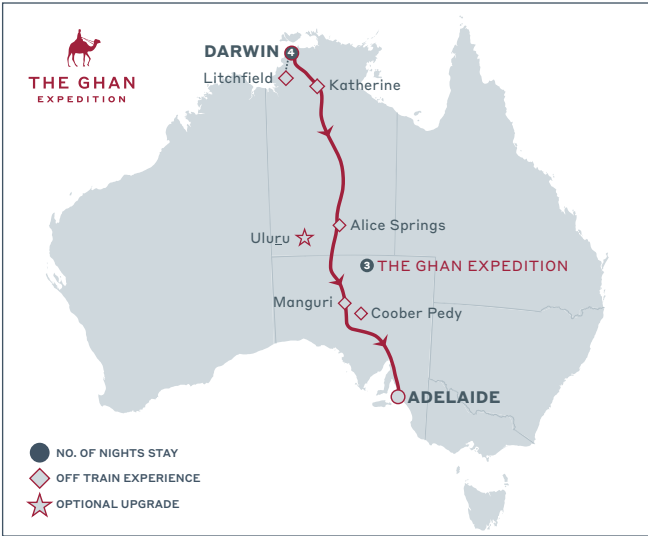 THE GHAN
EXPEDITION
DARWIN 4
Litchfield
Katherine
Alice Springs
Uluru
3 THE GHAN EXPEDITION
Manguri
Coober Pedy
ADELAIDE
NO. OF NIGHTS STAY
OFF TRAIN EXPERIENCE
OPTIONAL UPGRADE